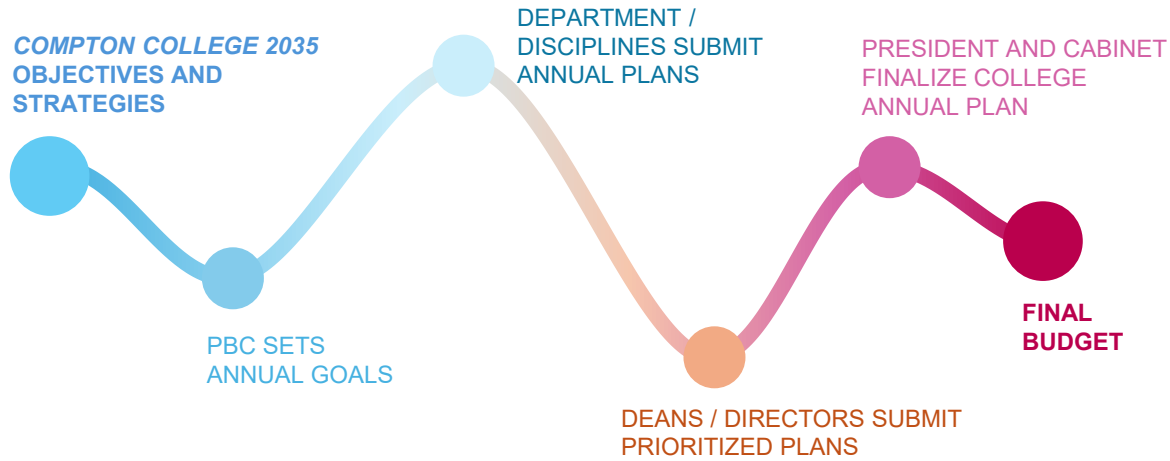 COMPTON COLLEGE 2035
OBJECTIVES AND
STRATEGIES
PBC SETS
ANNUAL GOALS
DEPARTMENT /
DISCIPLINES SUBMIT
ANNUAL PLANS
DEANS / DIRECTORS SUBMIT
PRIORITIZED PLANS
PRESIDENT AND CABINET
FINALIZE COLLEGE
ANNUAL PLAN
FINAL
BUDGET